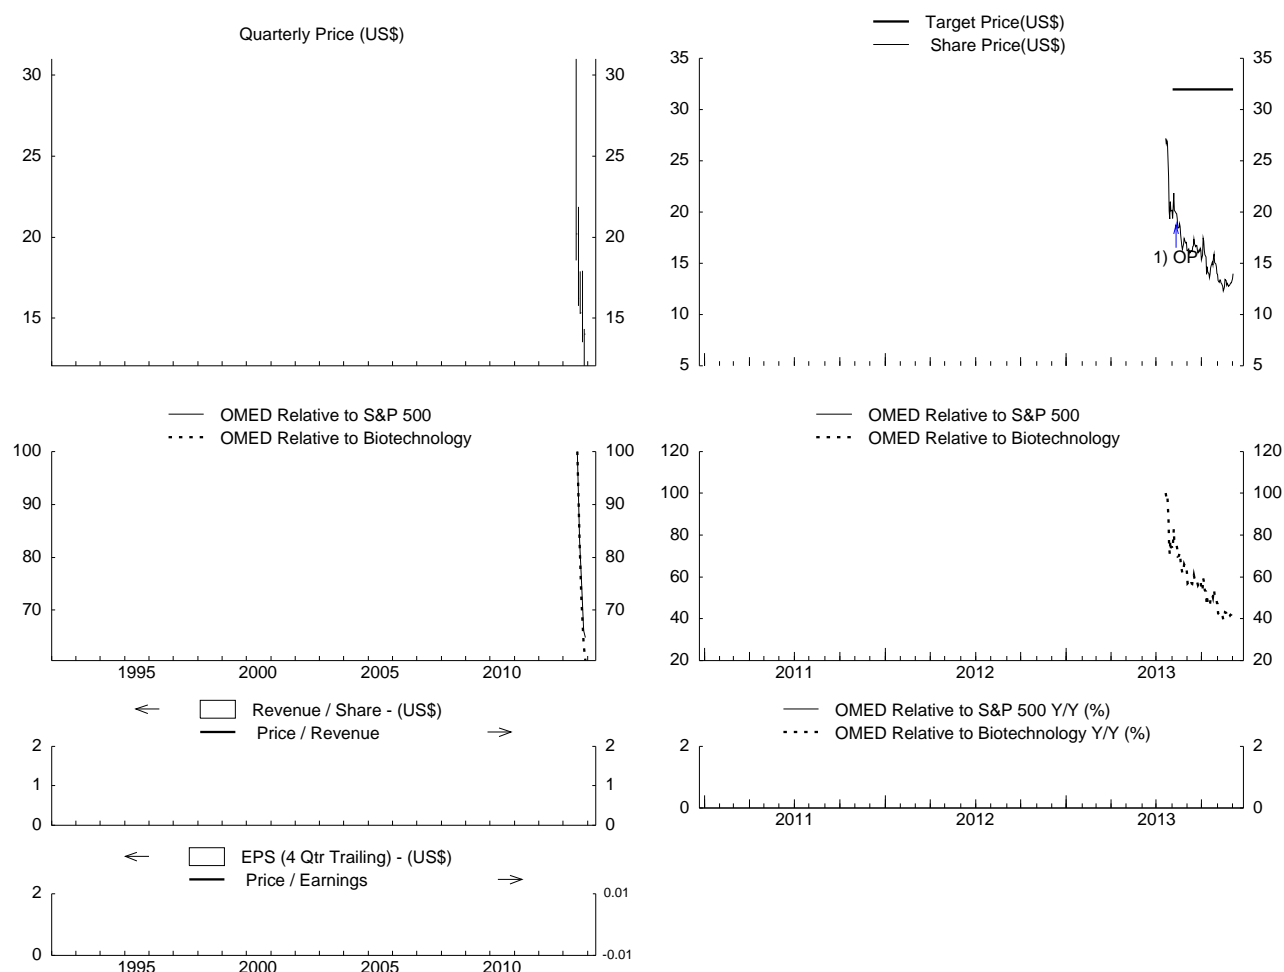 Quarterly Price (US$)
30 30
25 25
20 20
15 15
Target Price(US$)
Share Price(US$)
35 35
30 30
25 25
20 20
15 15
10 10
5 5
1) OP
OMED Relative to S&P 500
OMED Relative to Biotechnology
100 100
90 90
80 80
70 70
1995 2000 2005 2010
OMED Relative to S&P 500
OMED Relative to Biotechnology
120 120
100 100
80 80
60 60
40 40
20 20
2011 2012 2013
Revenue / Share - (US$)
Price / Revenue
2 2
1 1
0 0
OMED Relative to S&P 500 Y/Y (%)
OMED Relative to Biotechnology Y/Y (%)
2 2
0 0
2011 2012 2013
EPS (4 Qtr Trailing) - (US$)
Price / Earnings
2 0.01
0 -0.01
1995 2000 2005 2010